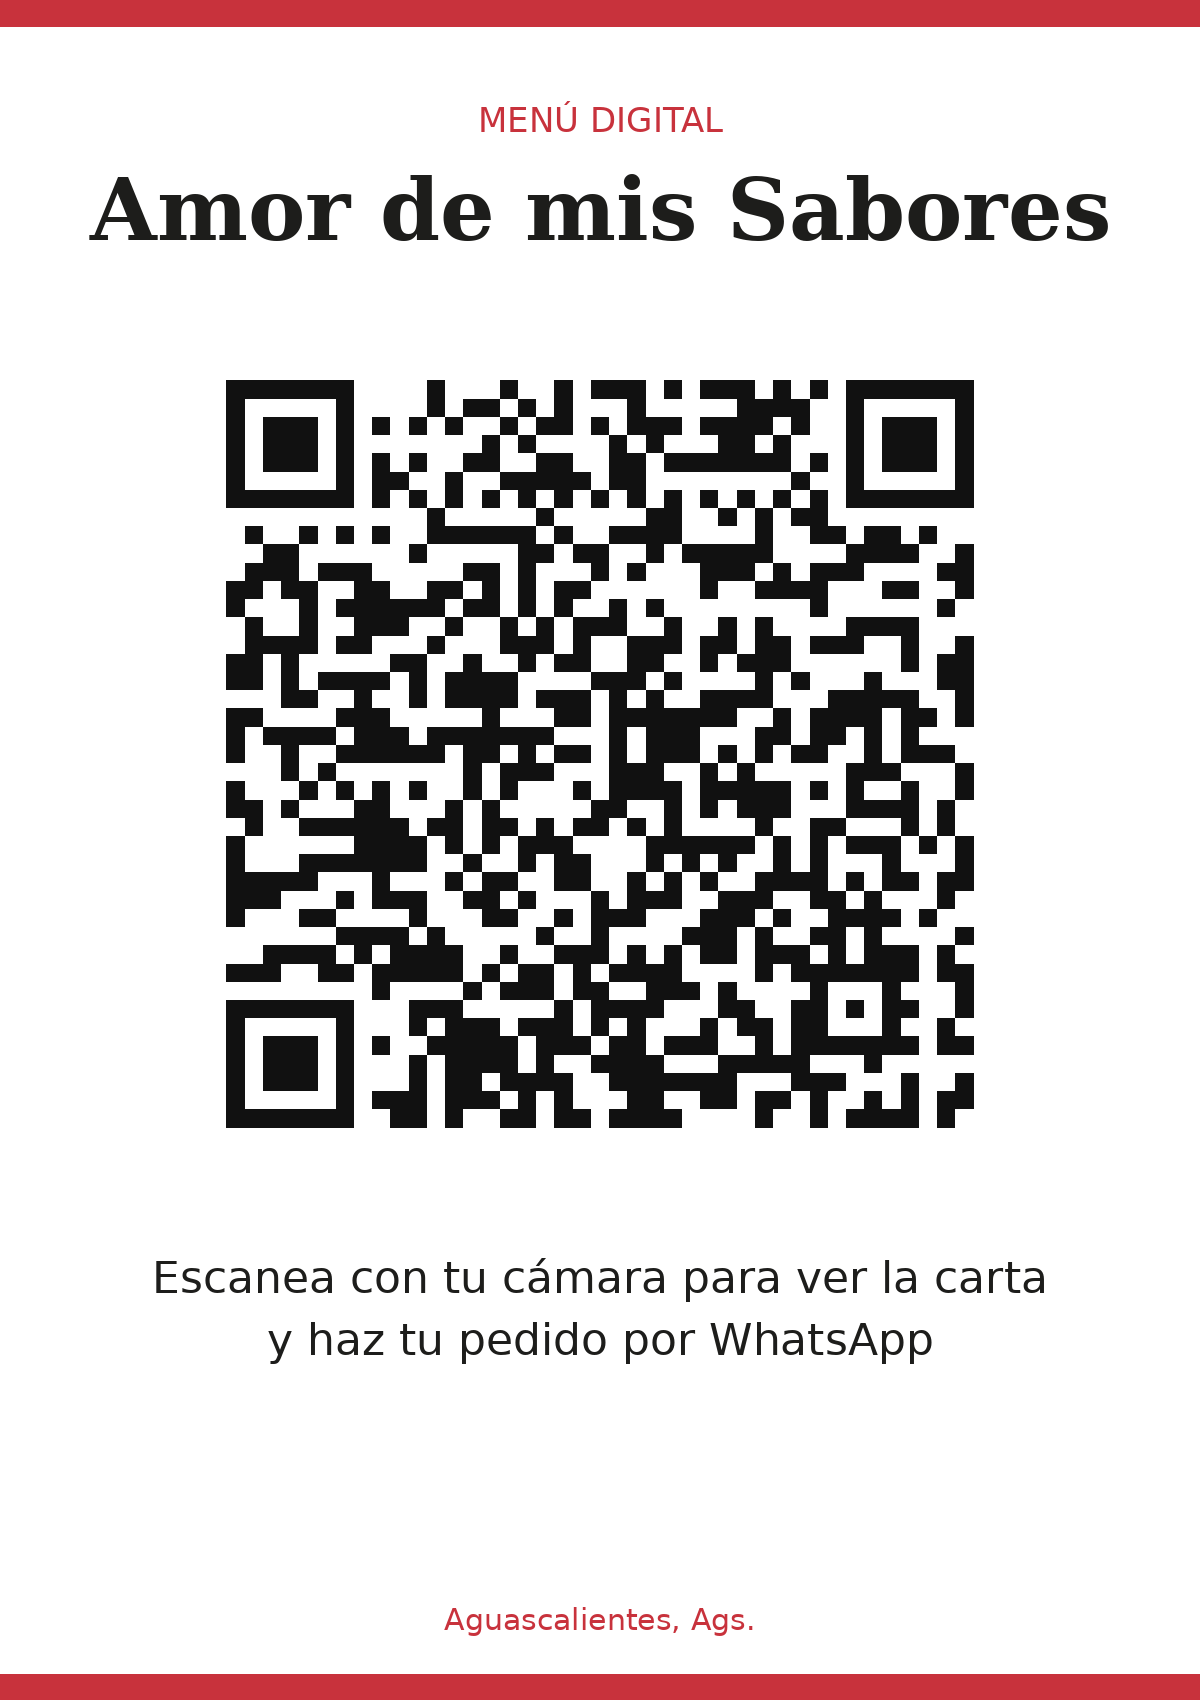 MENÚ DIGITAL
Amor de mis Sabores
Escanea con tu cámara para ver la carta
y haz tu pedido por WhatsApp
Aguascalientes, Ags.